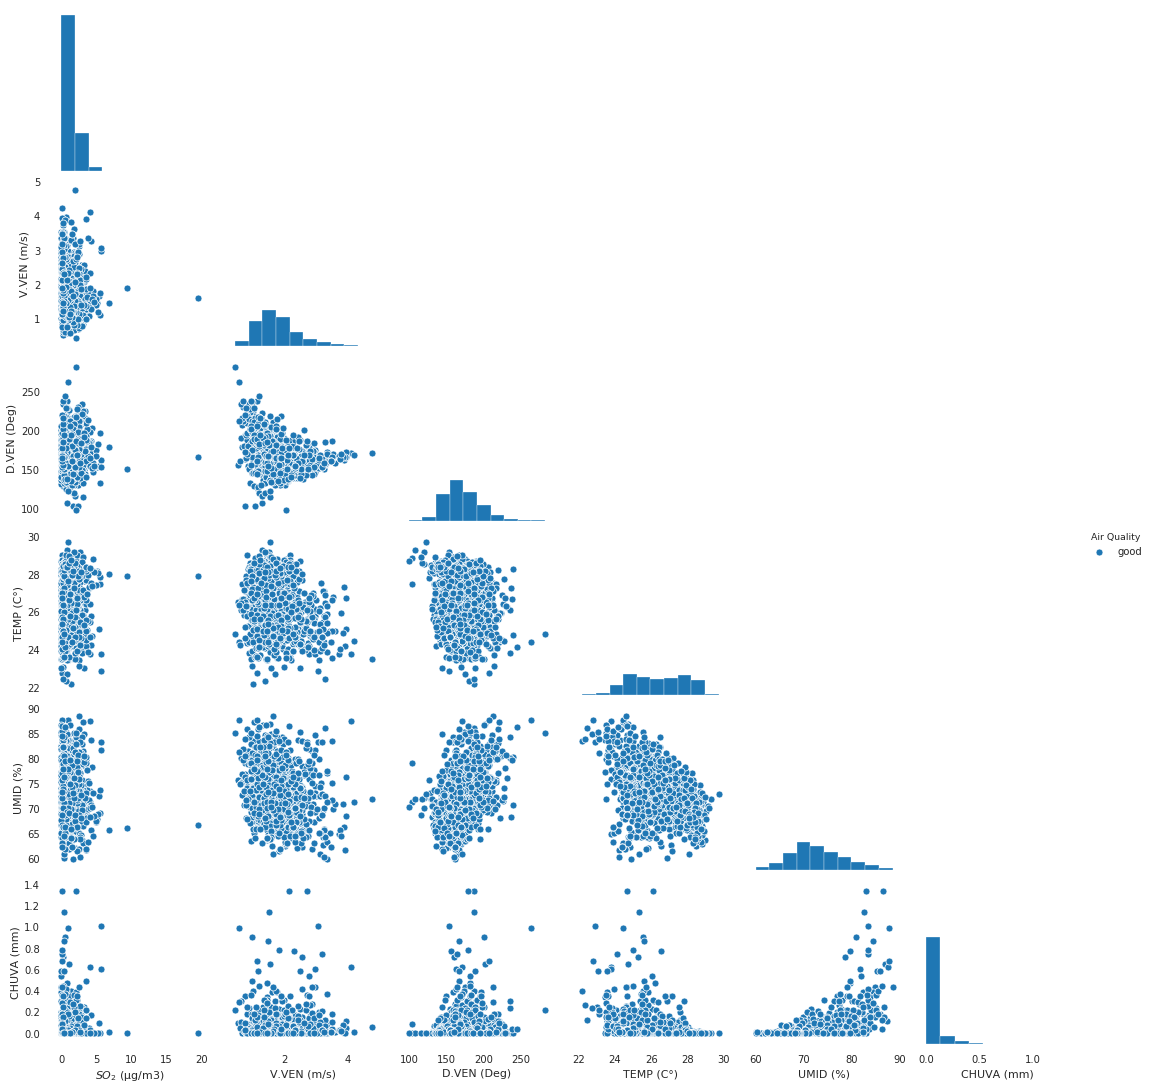 5
4
3
2
1
V.VEN (m/s)
250
200
150
100
D.VEN (Deg)
30
28
26
24
22
TEMP (C°)
Air Quality
good
90
85
80
75
70
65
60
UMID (%)
1.4
1.2
1.0
0.8
0.6
0.4
0.2
0.0
CHUVA (mm)
0 5 10 15 20
2 4
100 150 200 250
22 24 26 28 30
60 70 80 90
0.0 0.5 1.0
SO₂ (μg/m3)
V.VEN (m/s)
D.VEN (Deg)
TEMP (C°)
UMID (%)
CHUVA (mm)